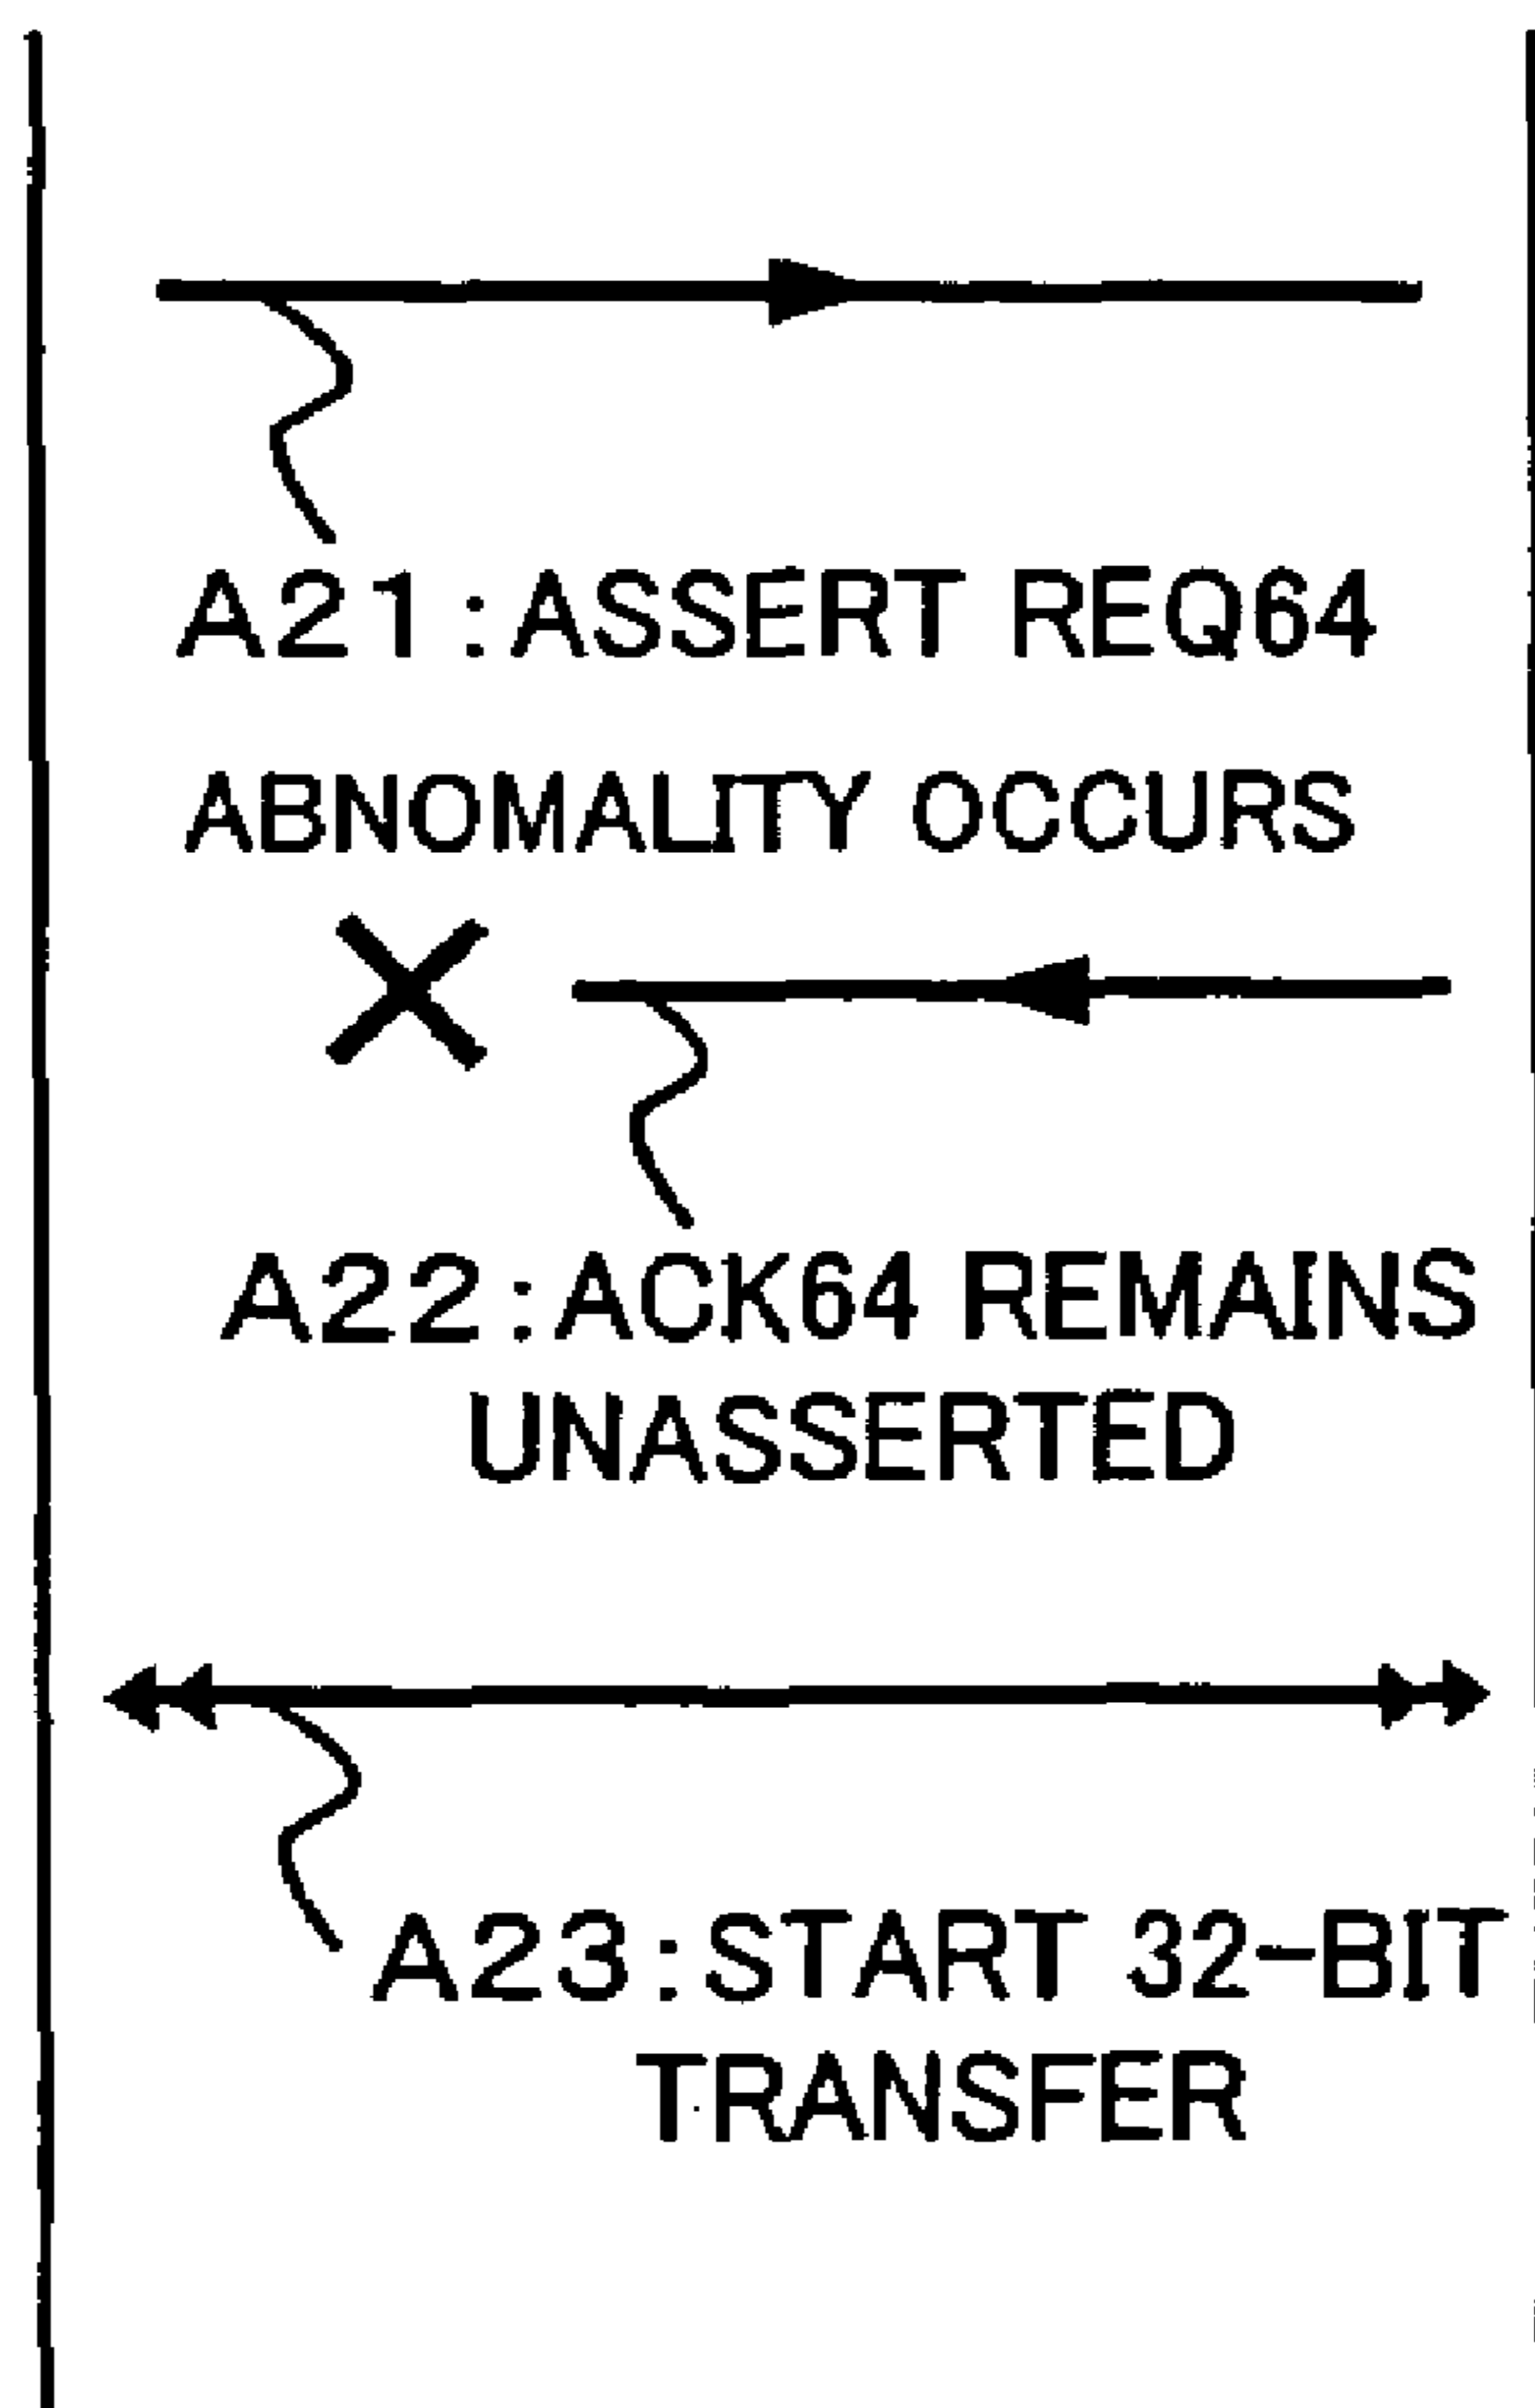 A21:ASSERT REQ64
ABNOMALITY OCCURS
A22:ACK64 REMAINS
UNASSERTED
A23:START 32-BIT
TRANSFER